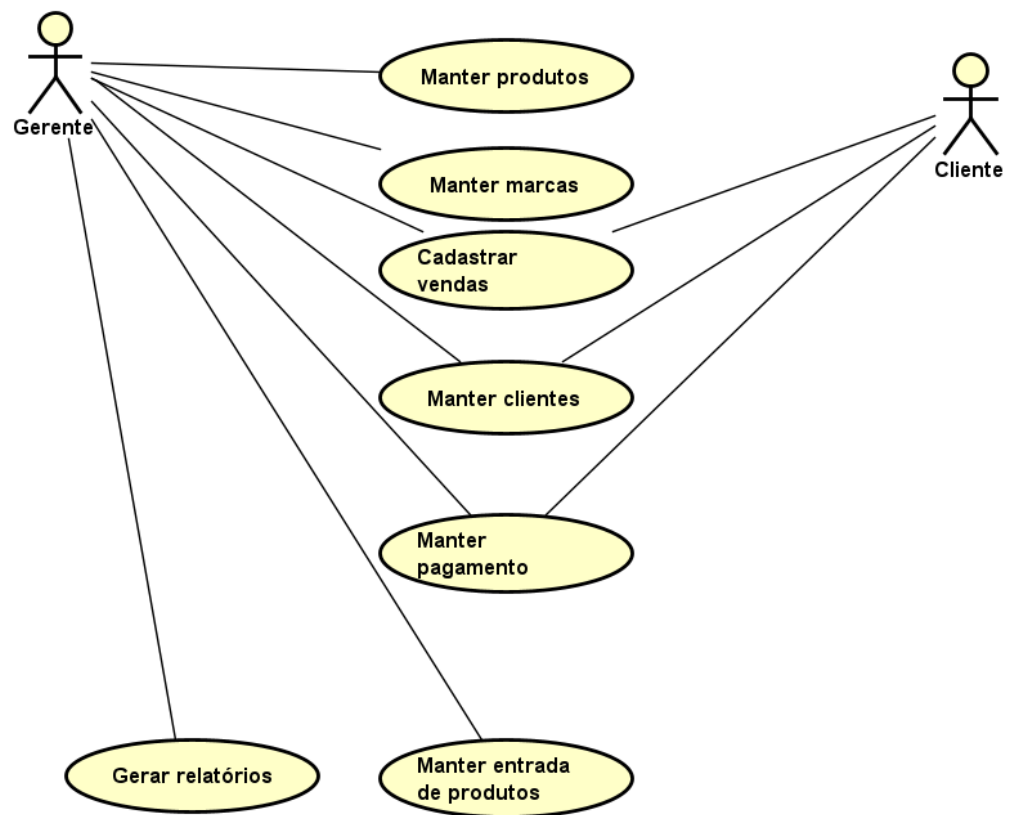 Manter produtos
Gerente
Cliente
Manter marcas
Cadastrar
vendas
Manter clientes
Manter
pagamento
Gerar relatórios
Manter entrada
de produtos